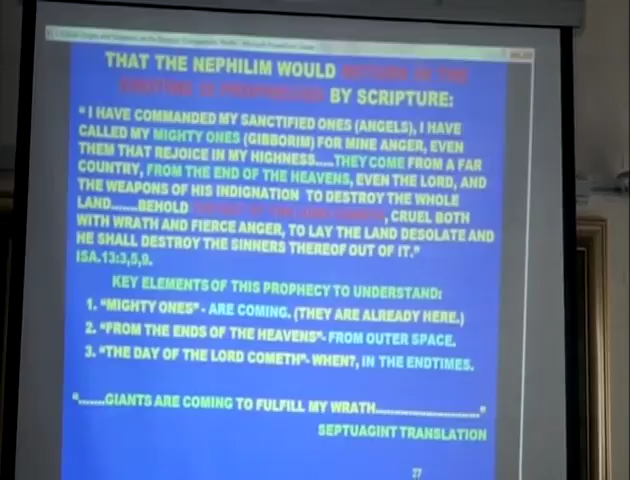 THAT THE NEPHILIM WOULD RETURN IN THE
BY SCRIPTURE:
"I HAVE COMMANDED MY SANCTIFIED ONES (ANGELS), I HAVE
CALLED MY MIGHTY ONES (GIBBORIM) FOR MINE ANGER, EVEN
THEM THAT REJOICE IN MY HIGHNESS.....THEY COME FROM A FAR
COUNTRY, FROM THE END OF THE HEAVENS, EVEN THE LORD, AND
THE WEAPONS OF HIS INDIGNATION TO DESTROY THE WHOLE
LAND.......BEHOLD THE DAY OF THE LORD COMETH, CRUEL BOTH
WITH WRATH AND FIERCE ANGER, TO LAY THE LAND DESOLATE AND
HE SHALL DESTROY THE SINNERS THEREOF OUT OF IT."
ISA.13:3,5,9.
KEY ELEMENTS OF THIS PROPHECY TO UNDERSTAND:
1. "MIGHTY ONES" - ARE COMING. (THEY ARE ALREADY HERE.)
2. "FROM THE ENDS OF THE HEAVENS"- FROM OUTER SPACE.
3. "THE DAY OF THE LORD COMETH"- WHEN?, IN THE ENDTIMES.
"......GIANTS ARE COMING TO FULFILL MY WRATH......................."
SEPTUAGINT TRANSLATION
27